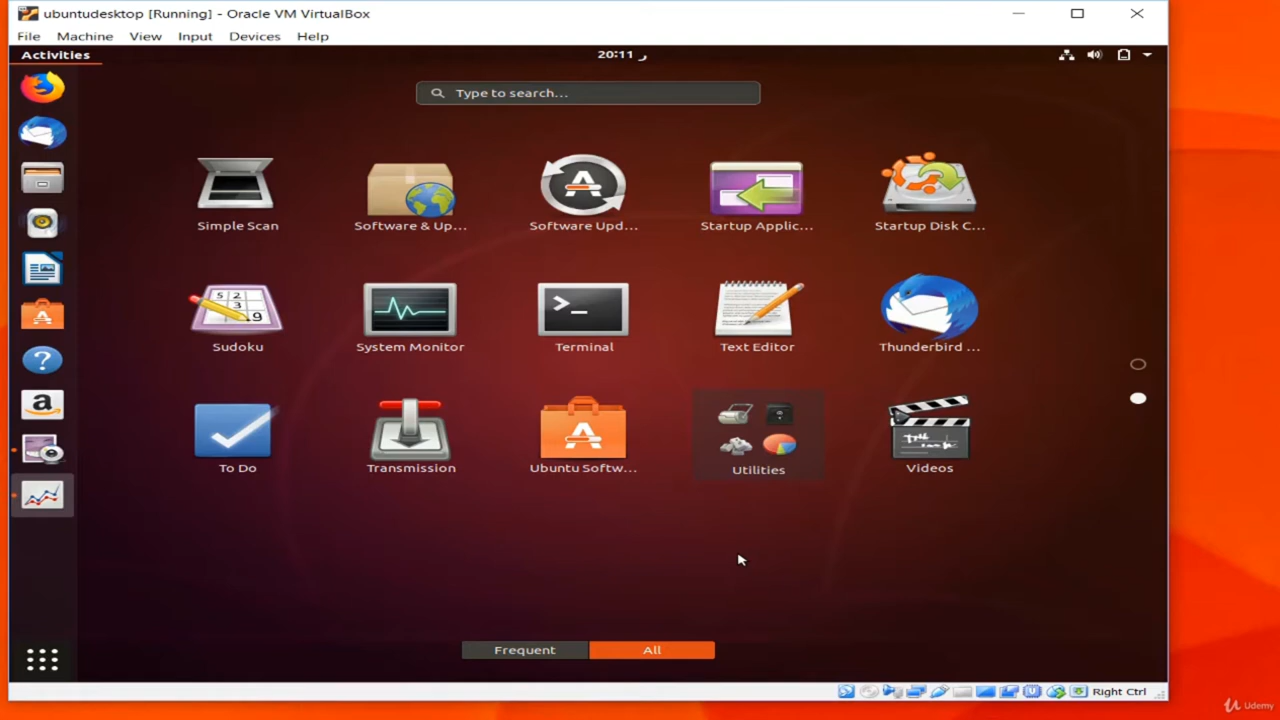 ubuntudesktop [Running] - Oracle VM VirtualBox
File Machine View Input Devices Help
Activities
20:11 ر
Type to search...
Simple Scan
Software & Up...
Software Upd...
Startup Applic...
Startup Disk C...
Sudoku
System Monitor
Terminal
Text Editor
Thunderbird ...
To Do
Transmission
Ubuntu Softw...
Utilities
Videos
Frequent
All
Right Ctrl
Udemy